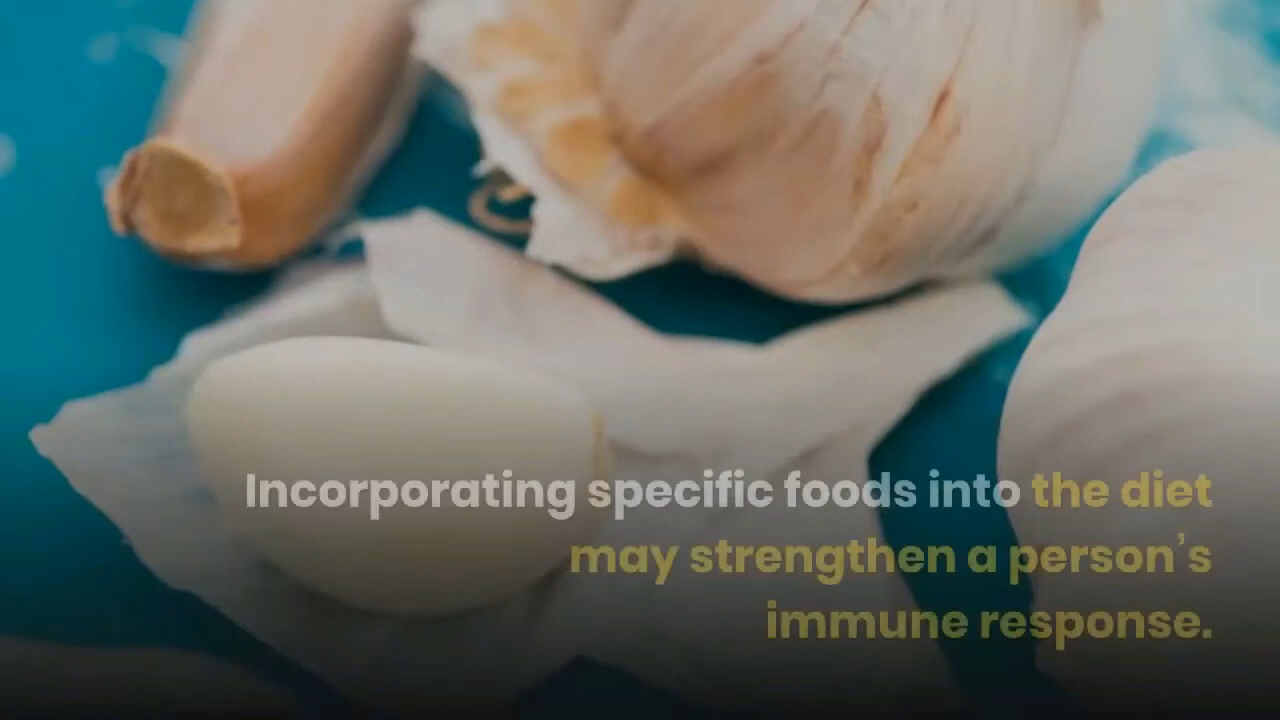 Incorporating specific foods into the diet
may strengthen a person’s
immune response.